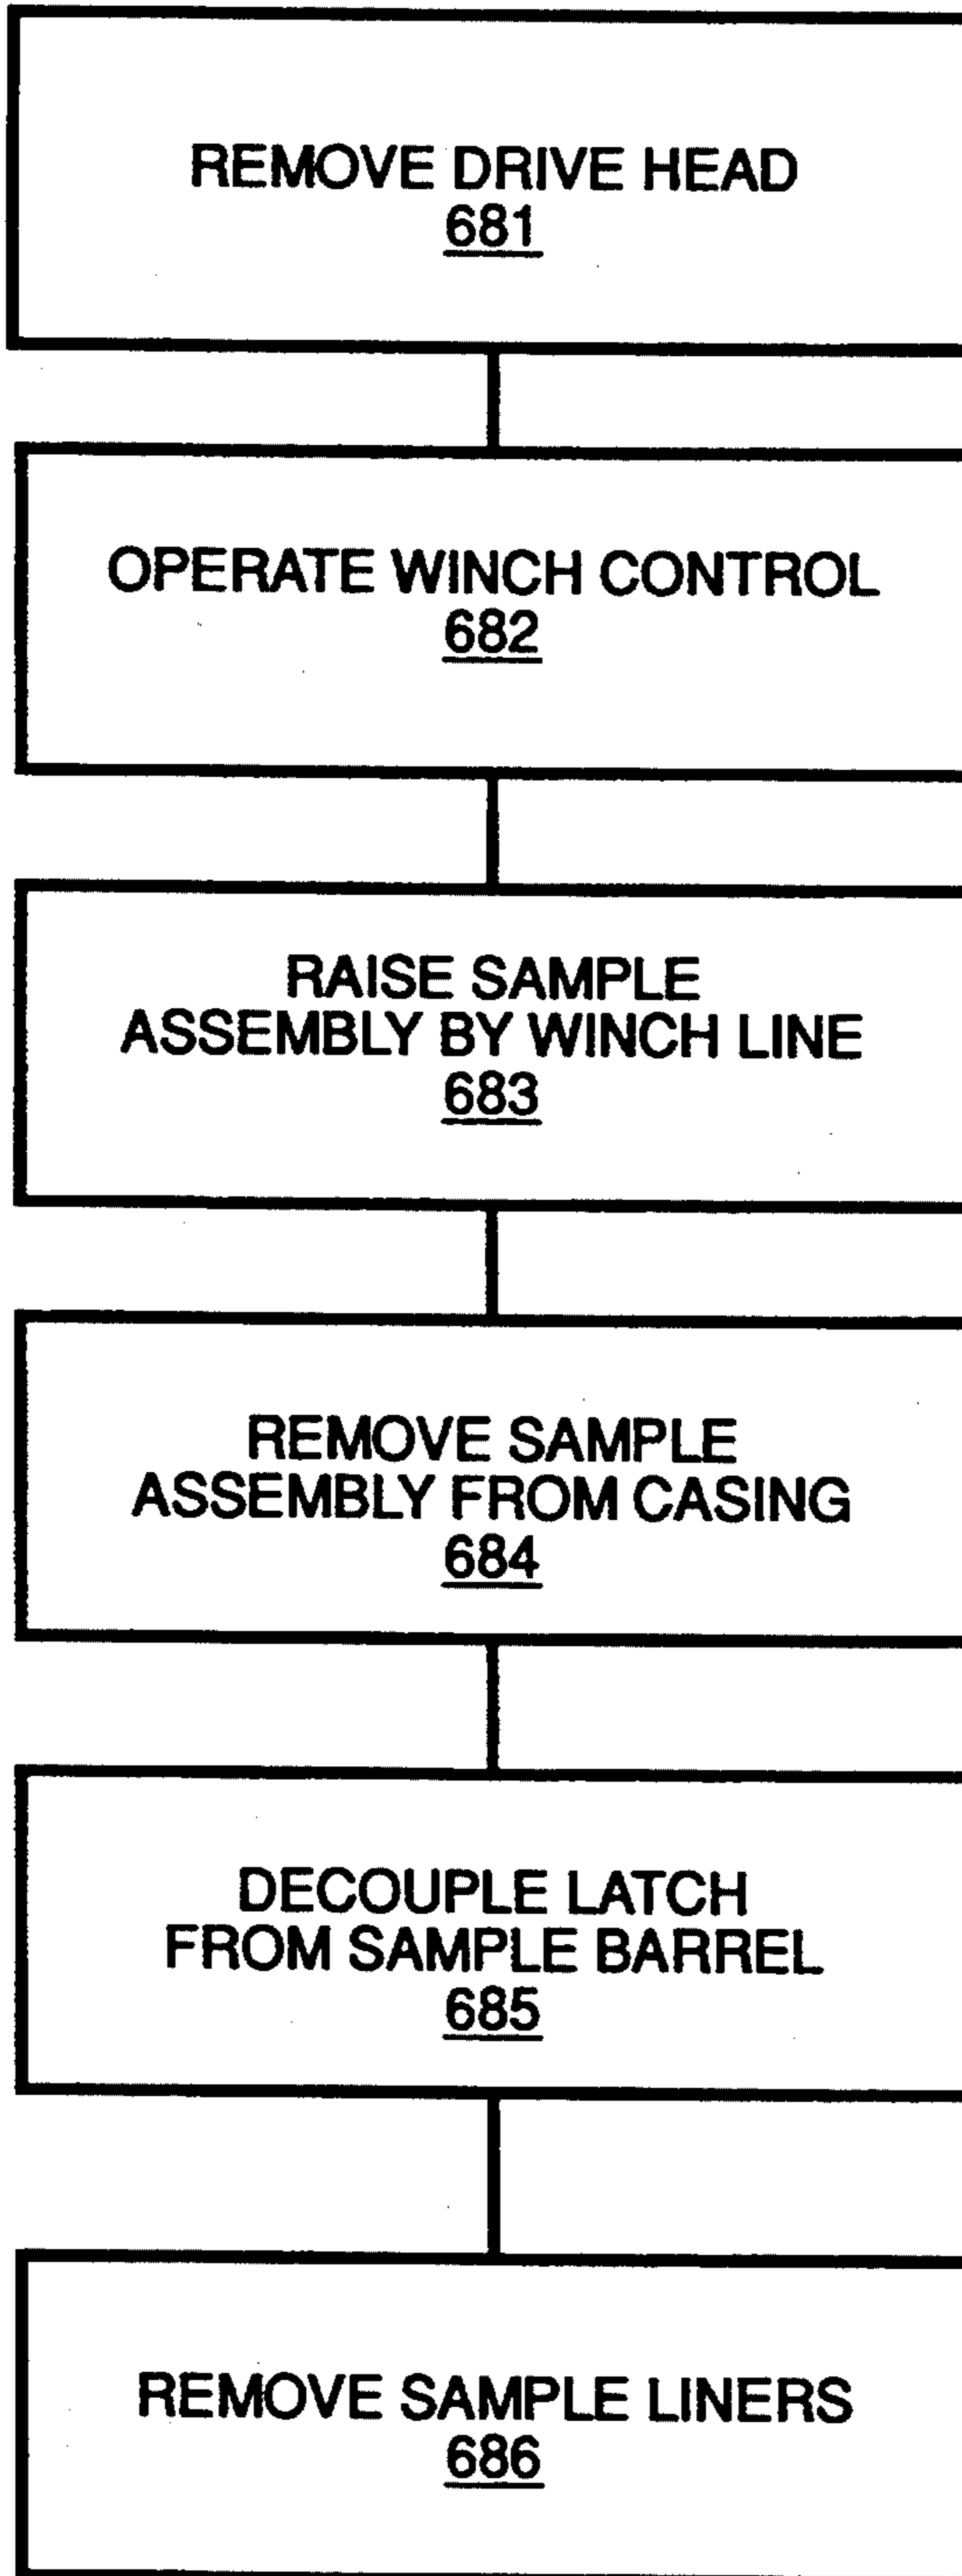 REMOVE DRIVE HEAD
681
OPERATE WINCH CONTROL
682
RAISE SAMPLE
ASSEMBLY BY WINCH LINE
683
REMOVE SAMPLE
ASSEMBLY FROM CASING
684
DECOUPLE LATCH
FROM SAMPLE BARREL
685
REMOVE SAMPLE LINERS
686